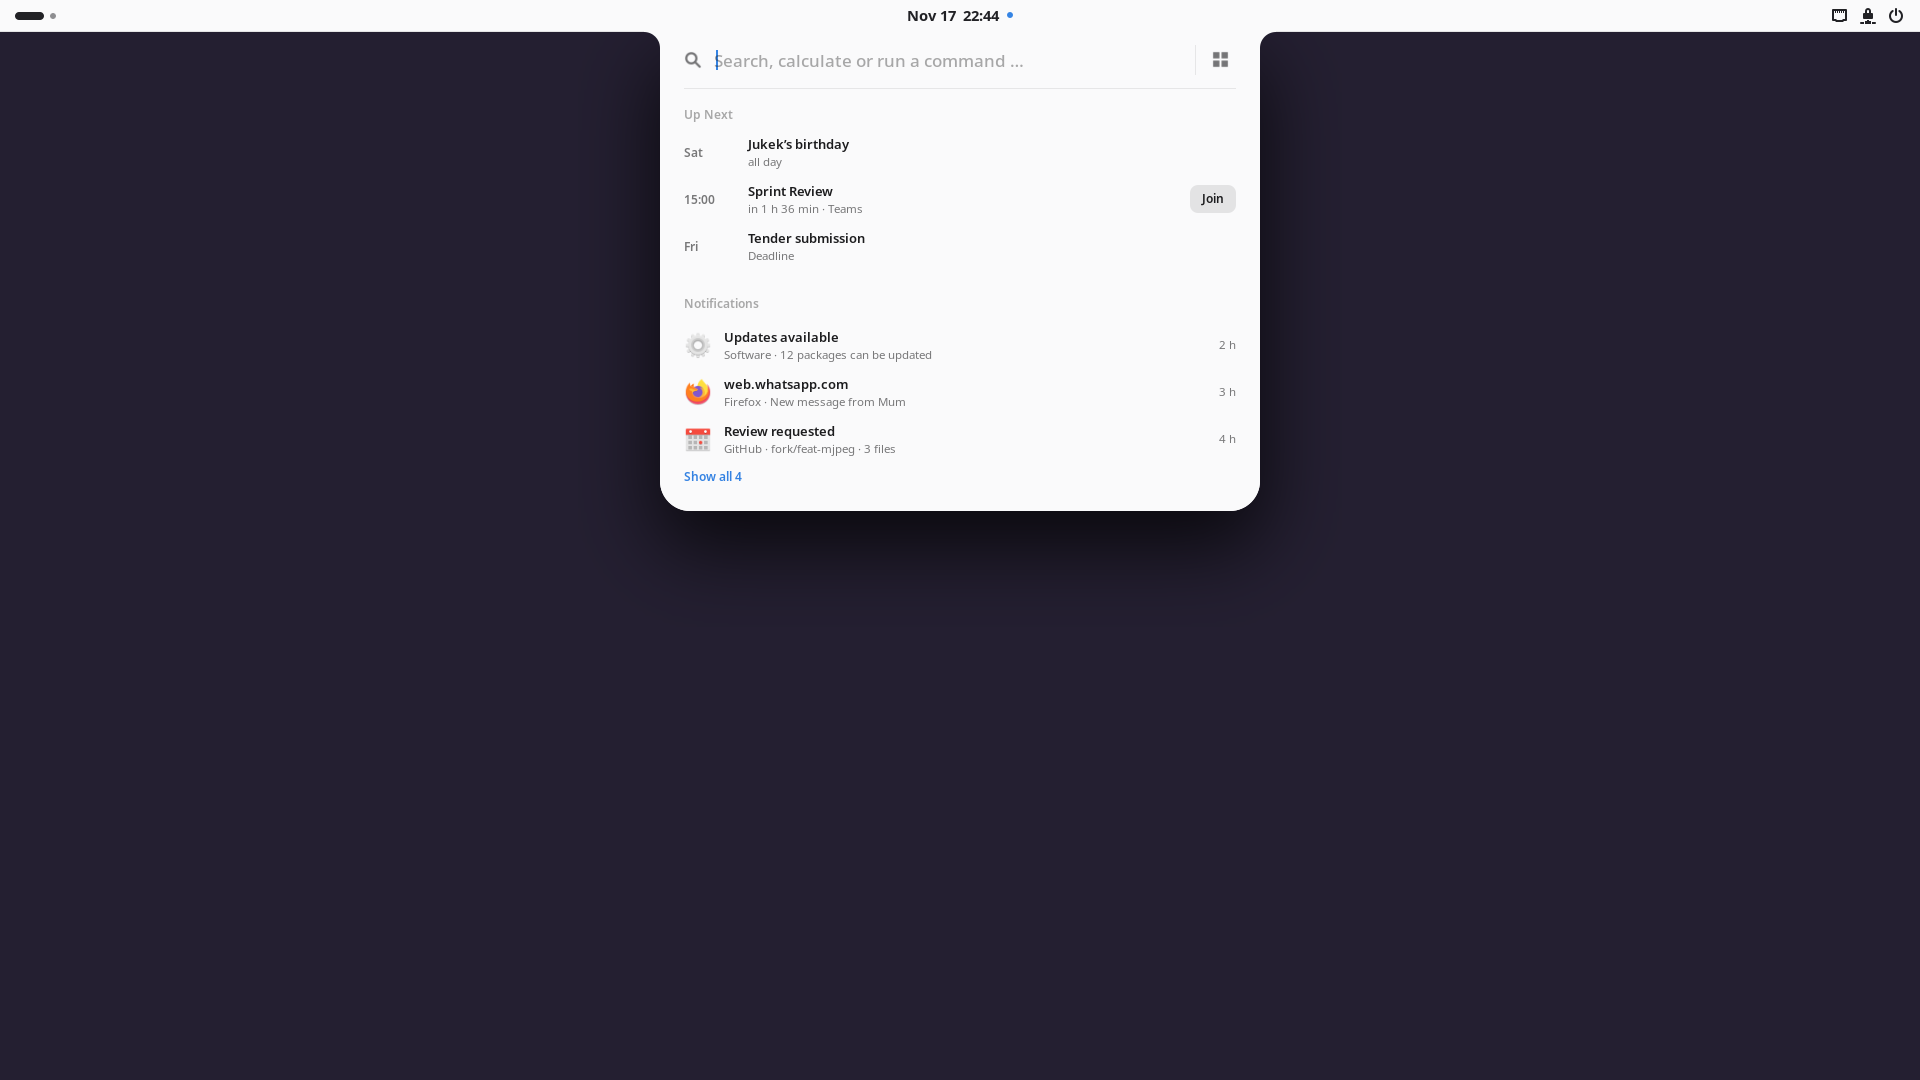 Nov 17 22:44
Search, calculate or run a command ...
Up Next
Sat
Jukek’s birthday
all day
15:00
Sprint Review
in 1 h 36 min · Teams
Join
Fri
Tender submission
Deadline
Notifications
Updates available
Software · 12 packages can be updated
2 h
web.whatsapp.com
Firefox · New message from Mum
3 h
Review requested
GitHub · fork/feat-mjpeg · 3 files
4 h
Show all 4